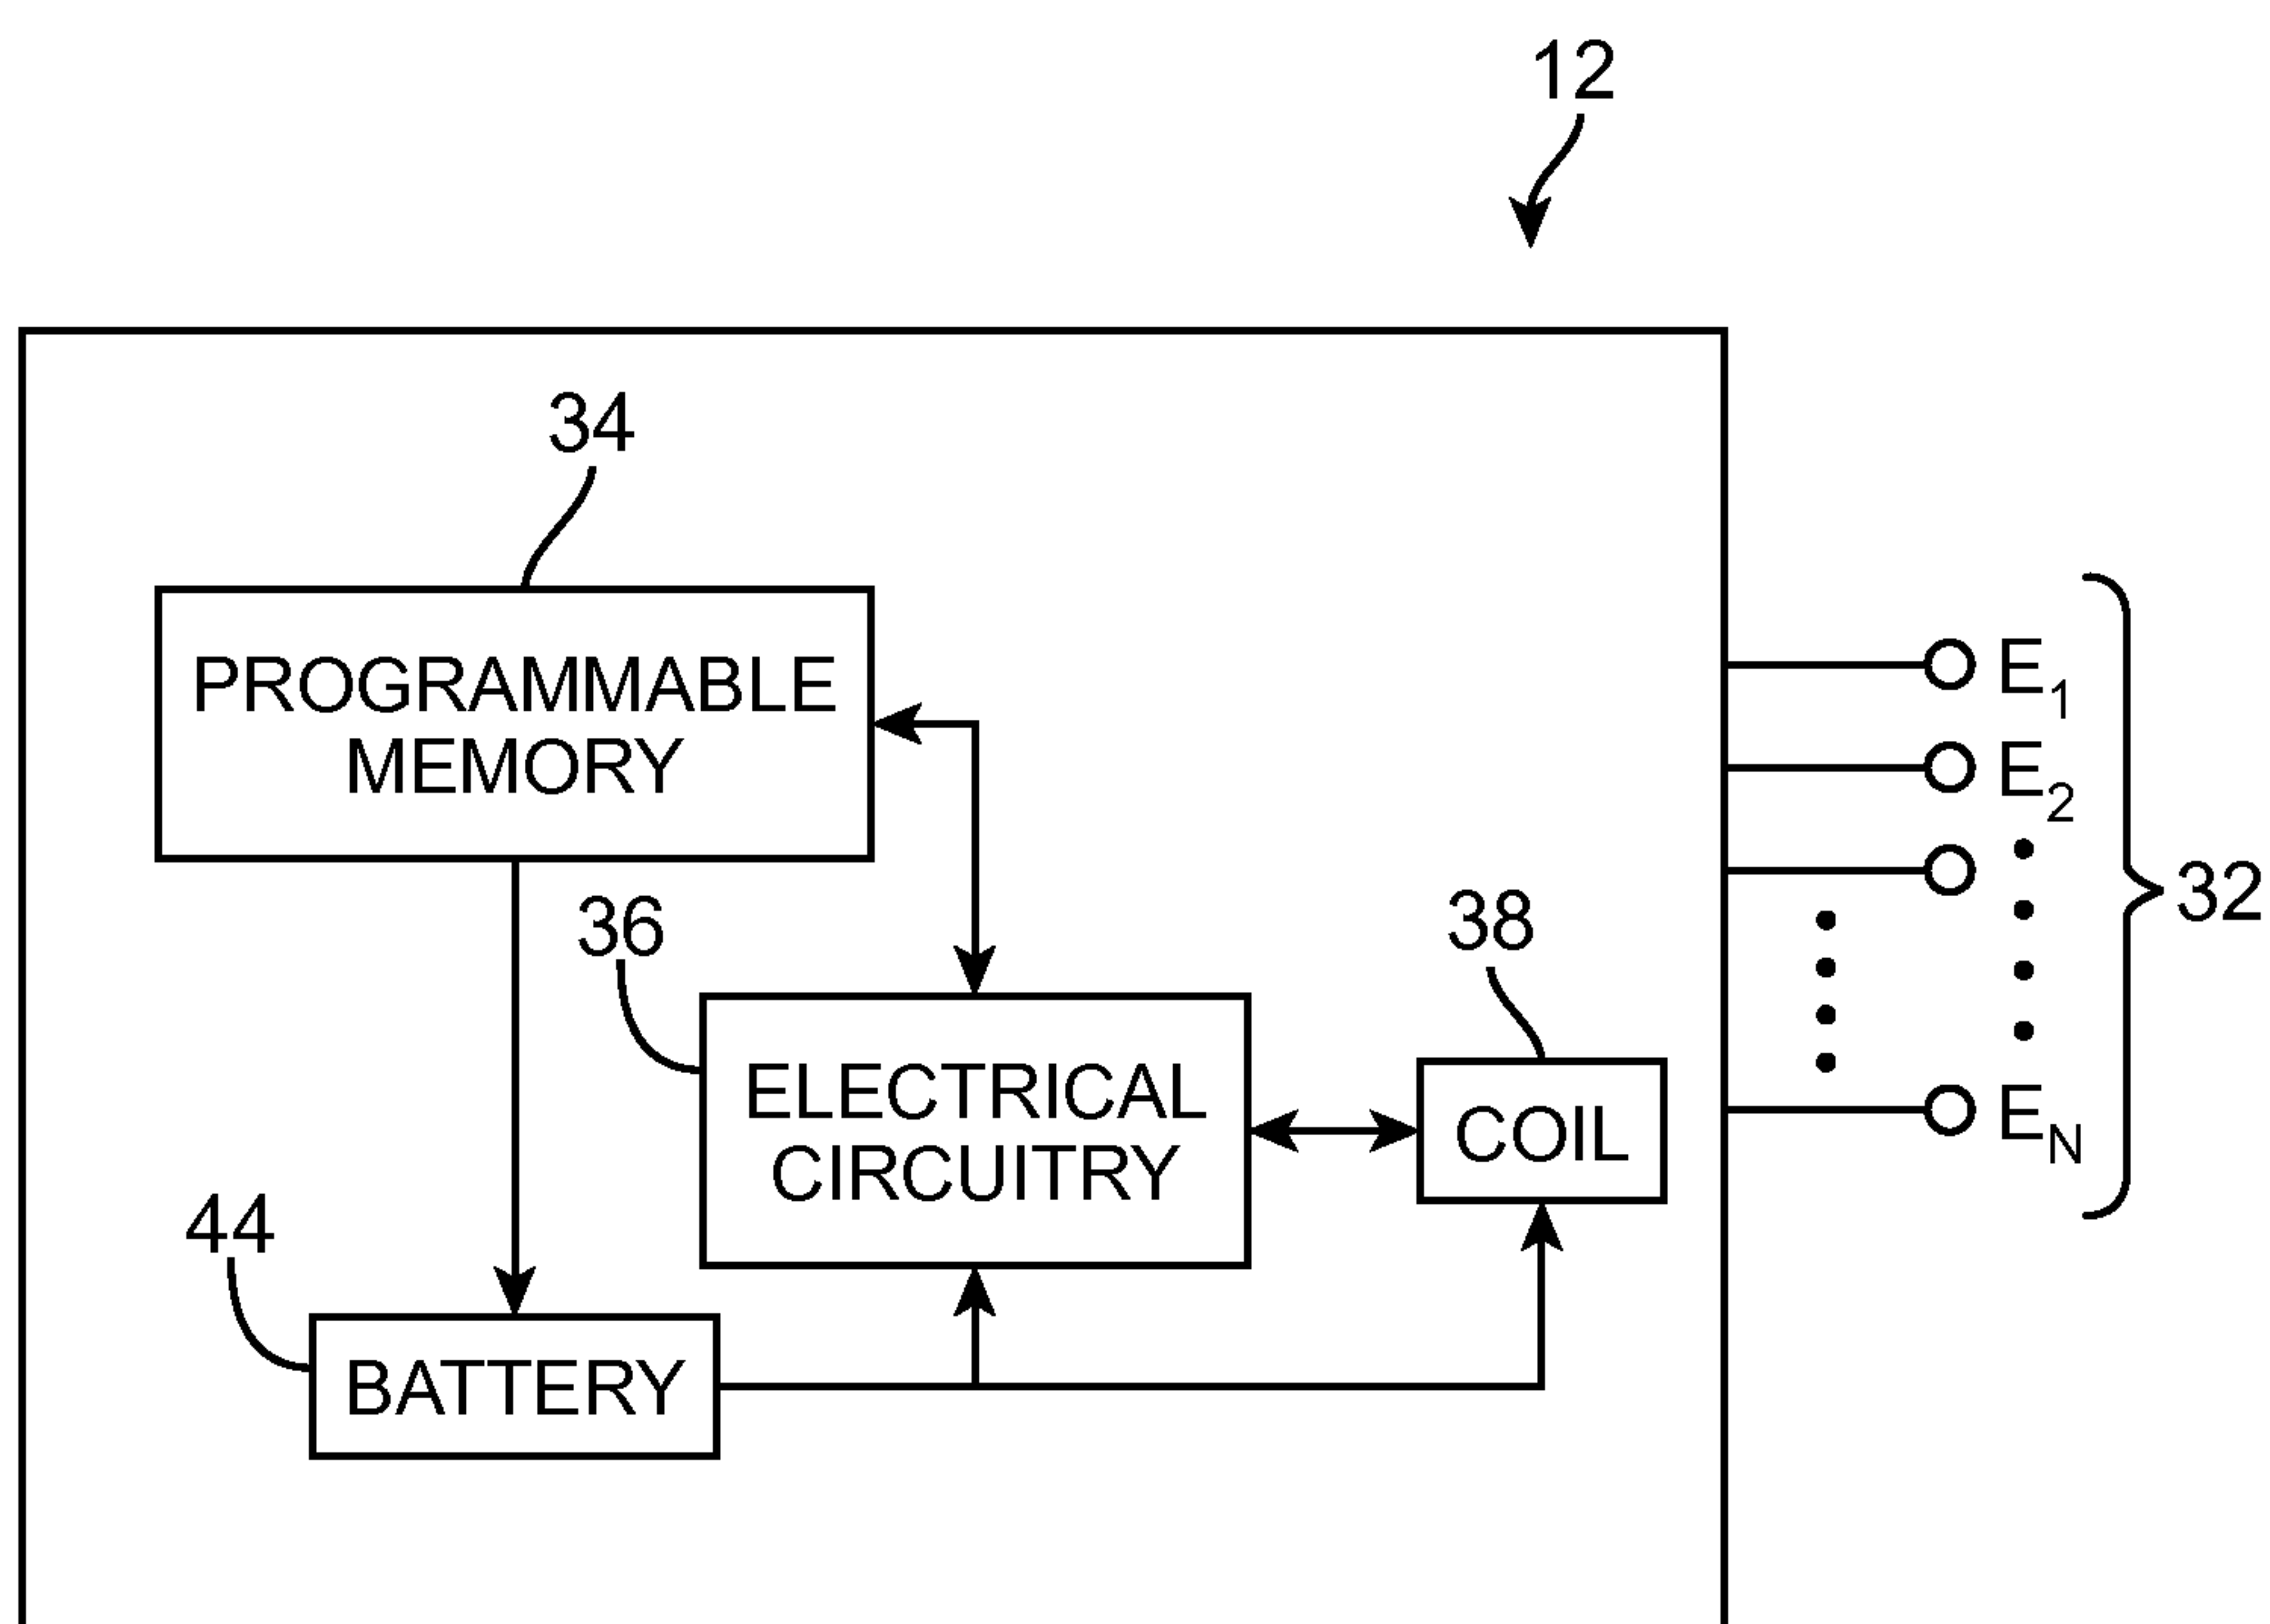 12
34
PROGRAMMABLE
MEMORY
E1
E2
32
36
38
ELECTRICAL
CIRCUITRY
COIL
EN
44
BATTERY